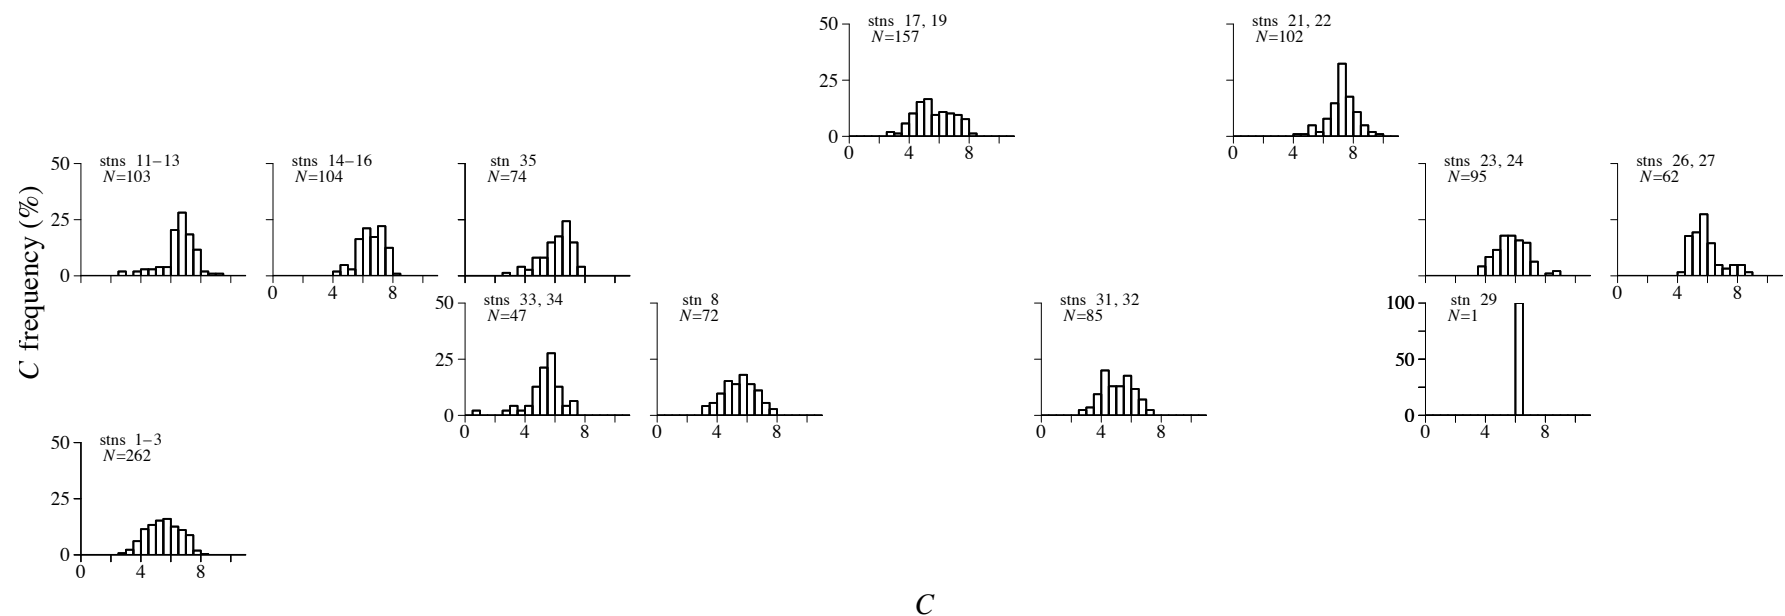 50 stns 17, 19 stns 21, 22
N=157 N=102
25
0
0 4 8 0 4 8
50 stns 11–13 stns 14–16 stn 35 stns 23, 24 stns 26, 27
N=103 N=104 N=74 N=95 N=62
25
0
0 4 8 0 4 8
50 stns 33, 34 stn 8 stns 31, 32 100 stn 29
N=47 N=72 N=85 N=1
25 50
0 0
0 4 8 0 4 8 0 4 8 0 4 8
C frequency (%)
50 stns 1–3
N=262
25
0
0 4 8
C